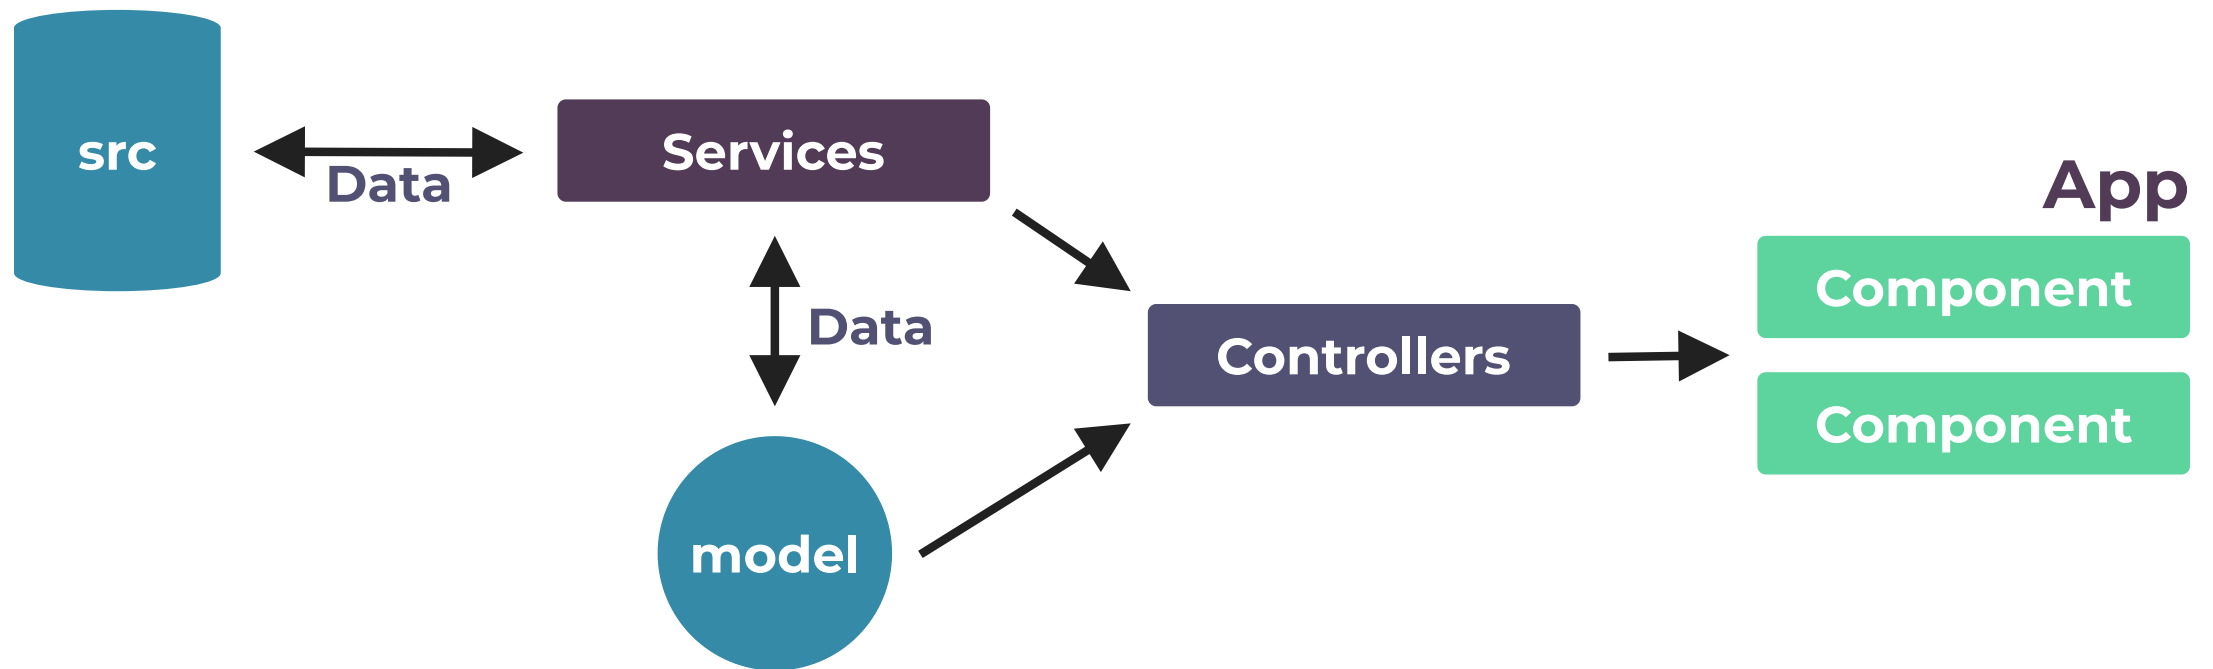 src
Data
Services
Data
model
Controllers
App
Component
Component